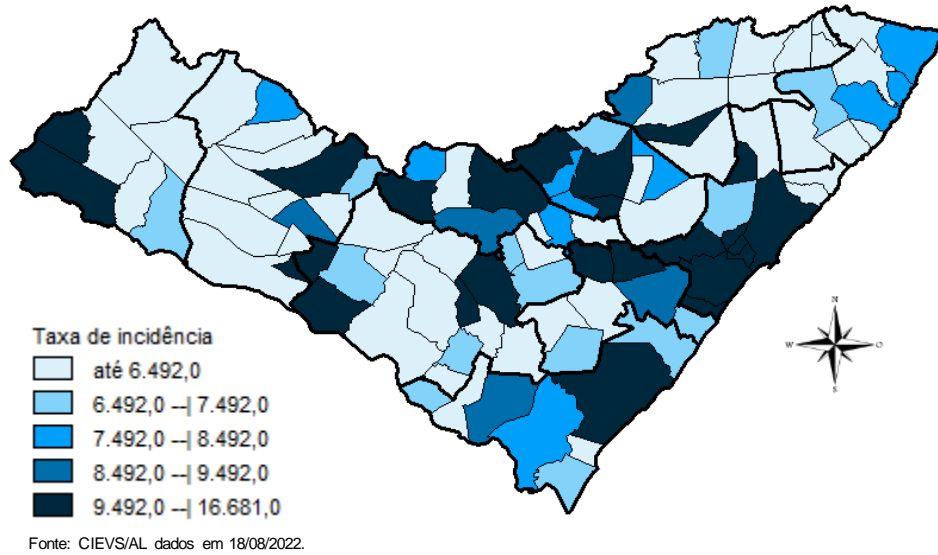 Taxa de incidência
até 6.492,0
6.492,0 --| 7.492,0
7.492,0 --| 8.492,0
8.492,0 --| 9.492,0
9.492,0 --| 16.681,0
N
W
O
S
Fonte: CIEVS/AL dados em 18/08/2022.